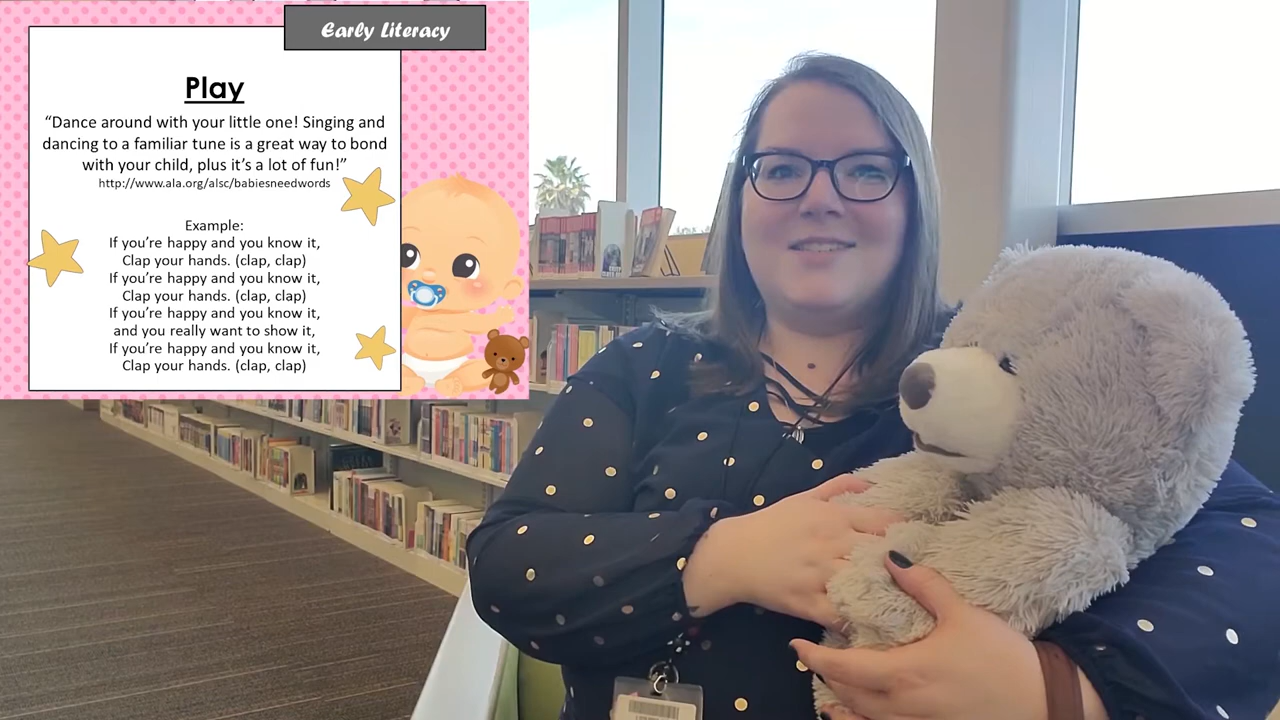 Early Literacy
Play
“Dance around with your little one! Singing and
dancing to a familiar tune is a great way to bond
with your child, plus it’s a lot of fun!”
http://www.ala.org/alsc/babiesneedwords
Example:
If you’re happy and you know it,
Clap your hands. (clap, clap)
If you’re happy and you know it,
Clap your hands. (clap, clap)
If you’re happy and you know it,
and you really want to show it,
If you’re happy and you know it,
Clap your hands. (clap, clap)